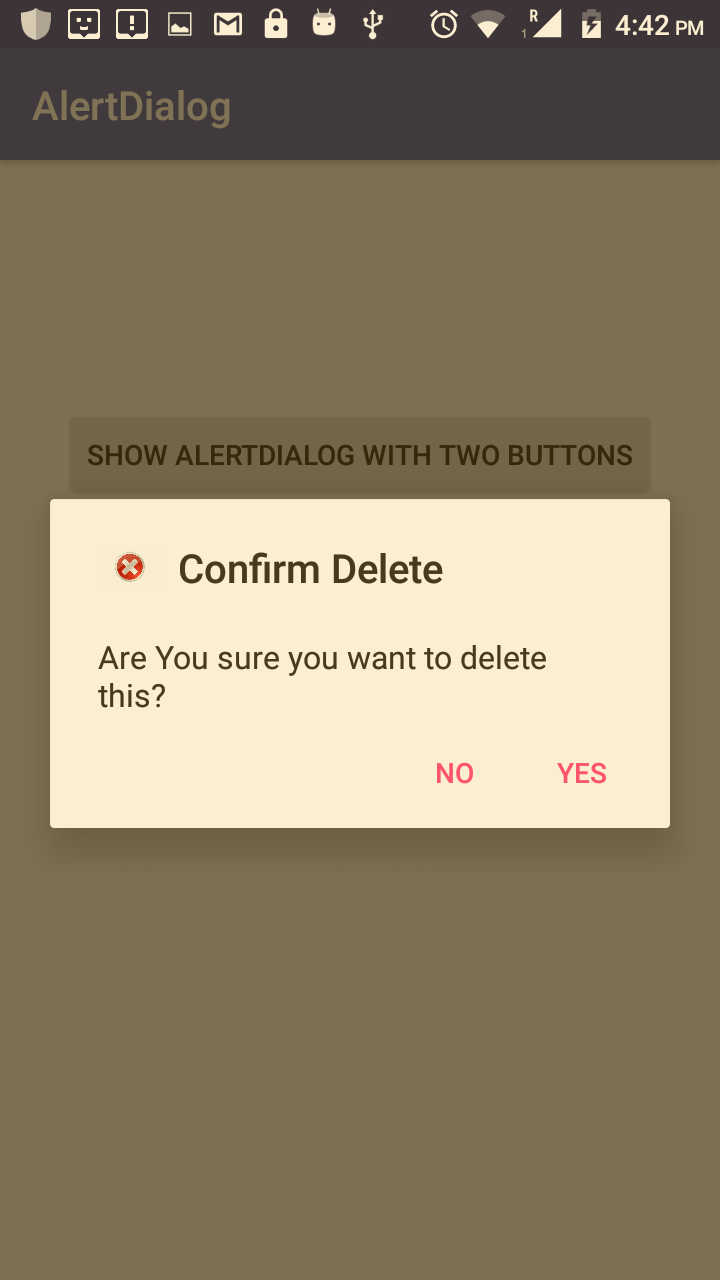 1 R 4:42 PM
AlertDialog
SHOW ALERTDIALOG WITH TWO BUTTONS
Confirm Delete
Are You sure you want to delete
this?
NO YES